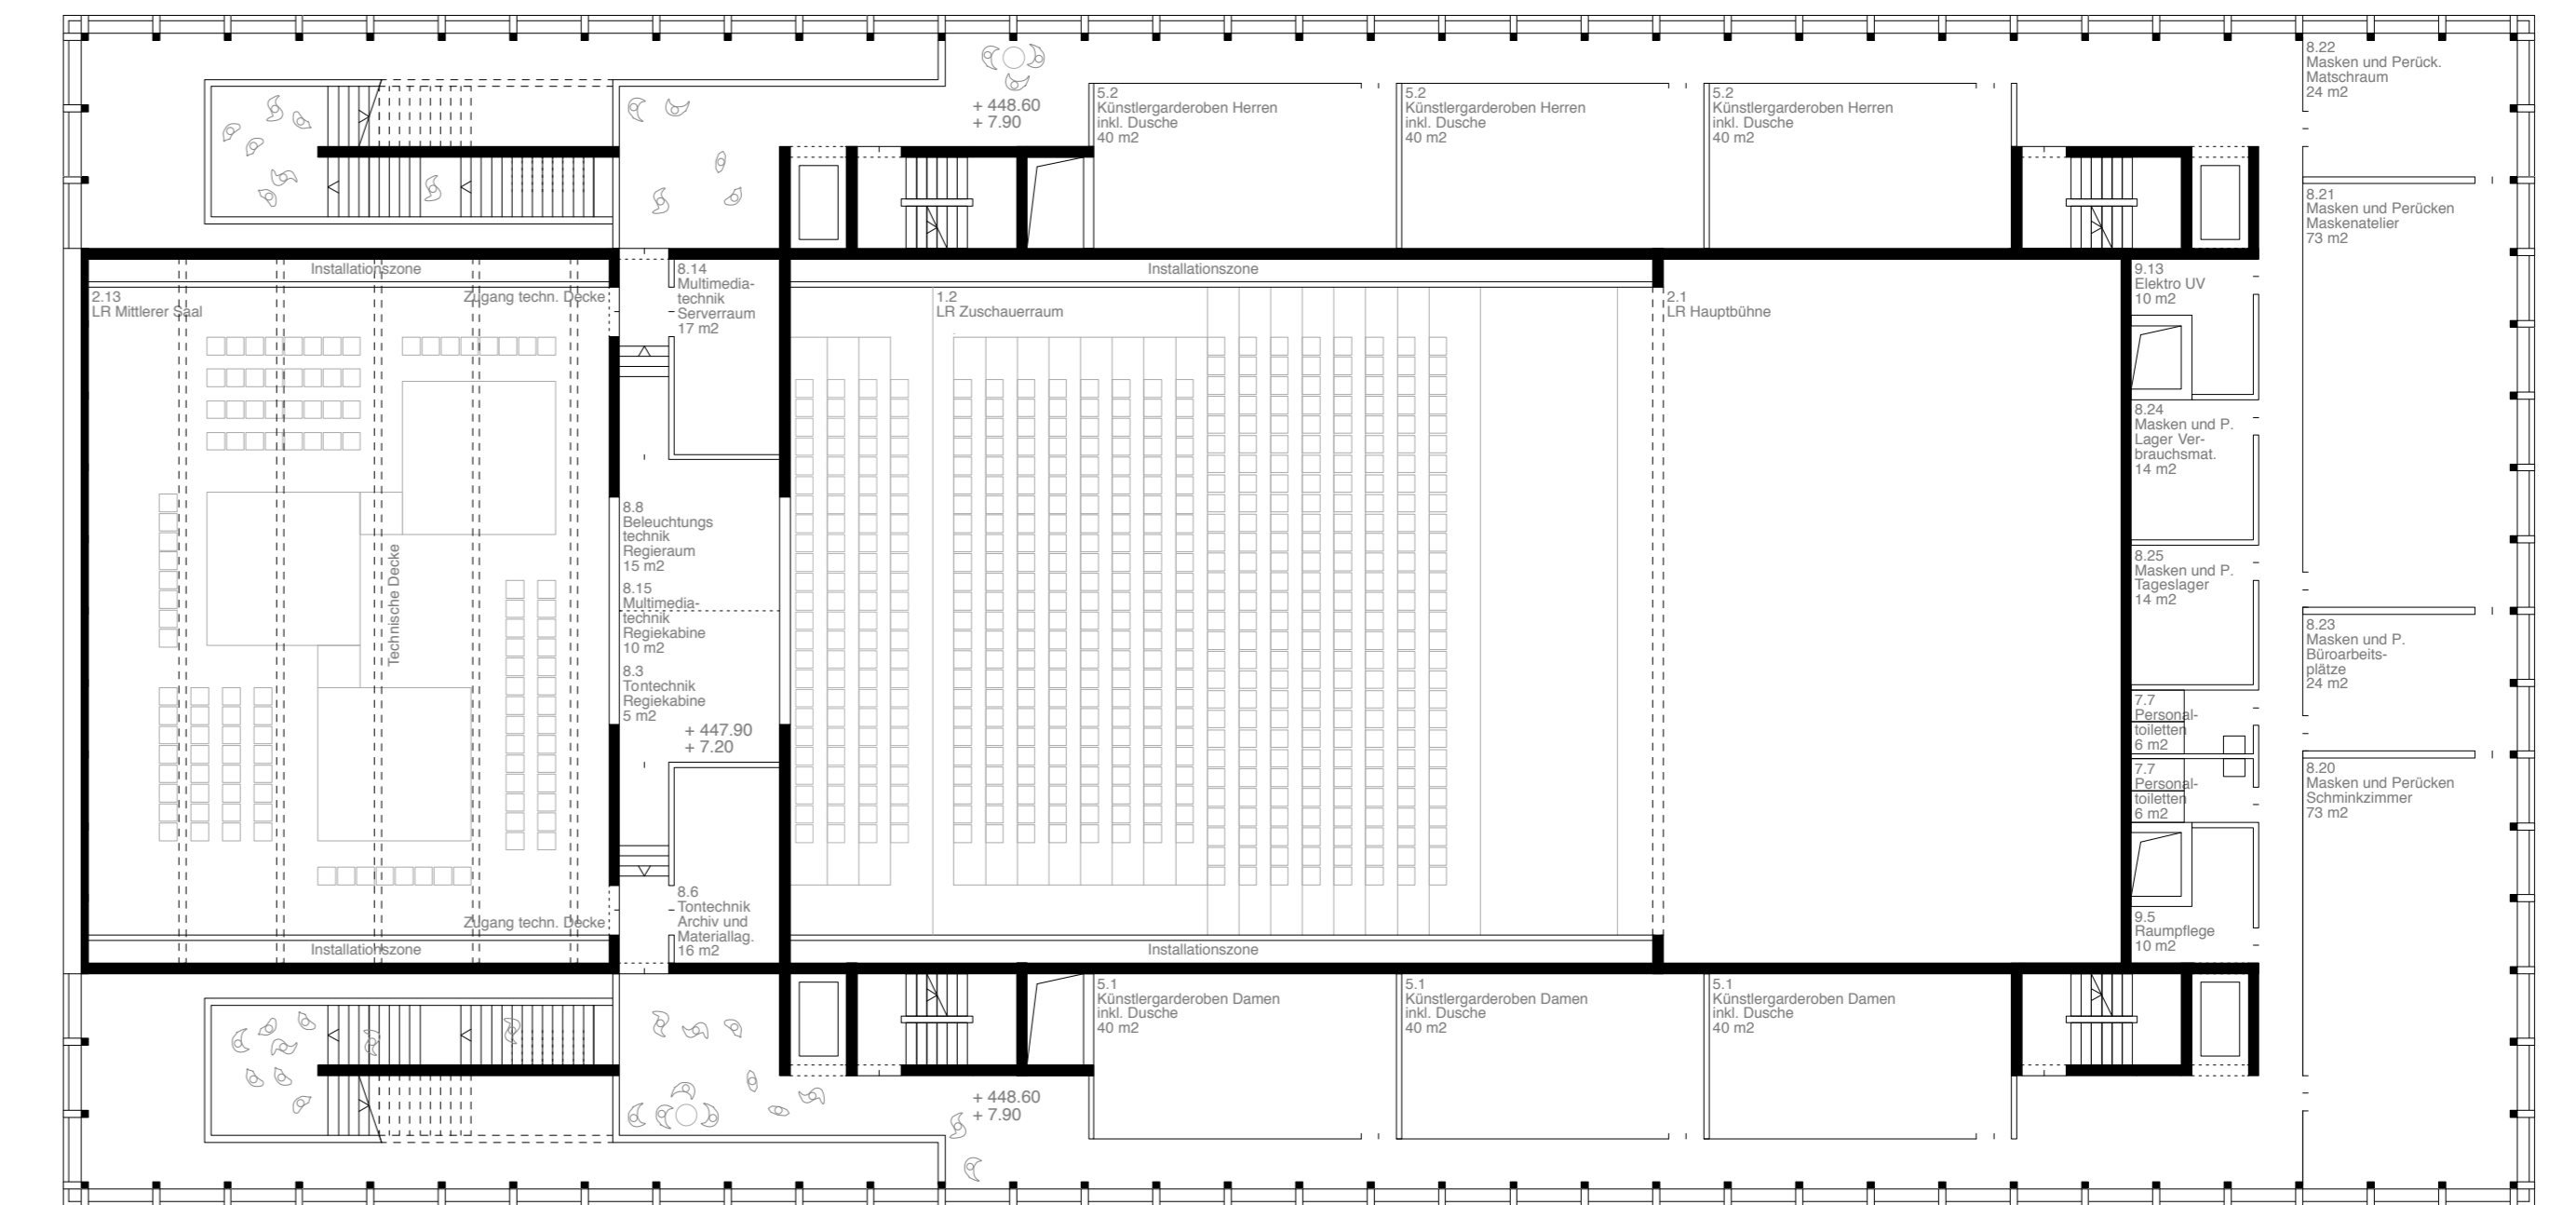 8.22
Masken und Perück.
Matschraum
24 m2
5.2
Künstlergarderoben Herren
inkl. Dusche
40 m2
5.2
Künstlergarderoben Herren
inkl. Dusche
40 m2
5.2
Künstlergarderoben Herren
inkl. Dusche
40 m2
+ 448.60
+ 7.90
8.21
Masken und Perücken
Maskenatelier
73 m2
Installationszone
2.13
LR Mittlerer Saal
Zugang techn. Decke
8.14
Multimedia-
technik
Serverraum
17 m2
Installationszone
1.2
LR Zuschauerraum
2.1
LR Hauptbühne
9.13
Elektro UV
10 m2
8.24
Masken und P.
Lager Ver-
brauchsmat.
14 m2
Technische Decke
8.8
Beleuchtungs
technik
Regieraum
15 m2
8.15
Multimedia-
technik
Regiekabine
10 m2
8.3
Tontechnik
Regiekabine
5 m2
+ 447.90
+ 7.20
8.25
Masken und P.
Tageslager
14 m2
8.23
Masken und P.
Büroarbeits-
plätze
24 m2
7.7
Personal-
toiletten
6 m2
7.7
Personal-
toiletten
6 m2
8.20
Masken und Perücken
Schminkzimmer
73 m2
Zugang techn. Decke
Installationszone
8.6
Tontechnik
Archiv und
Materiallag.
16 m2
Installationszone
9.5
Raumpflege
10 m2
5.1
Künstlergarderoben Damen
inkl. Dusche
40 m2
5.1
Künstlergarderoben Damen
inkl. Dusche
40 m2
5.1
Künstlergarderoben Damen
inkl. Dusche
40 m2
+ 448.60
+ 7.90